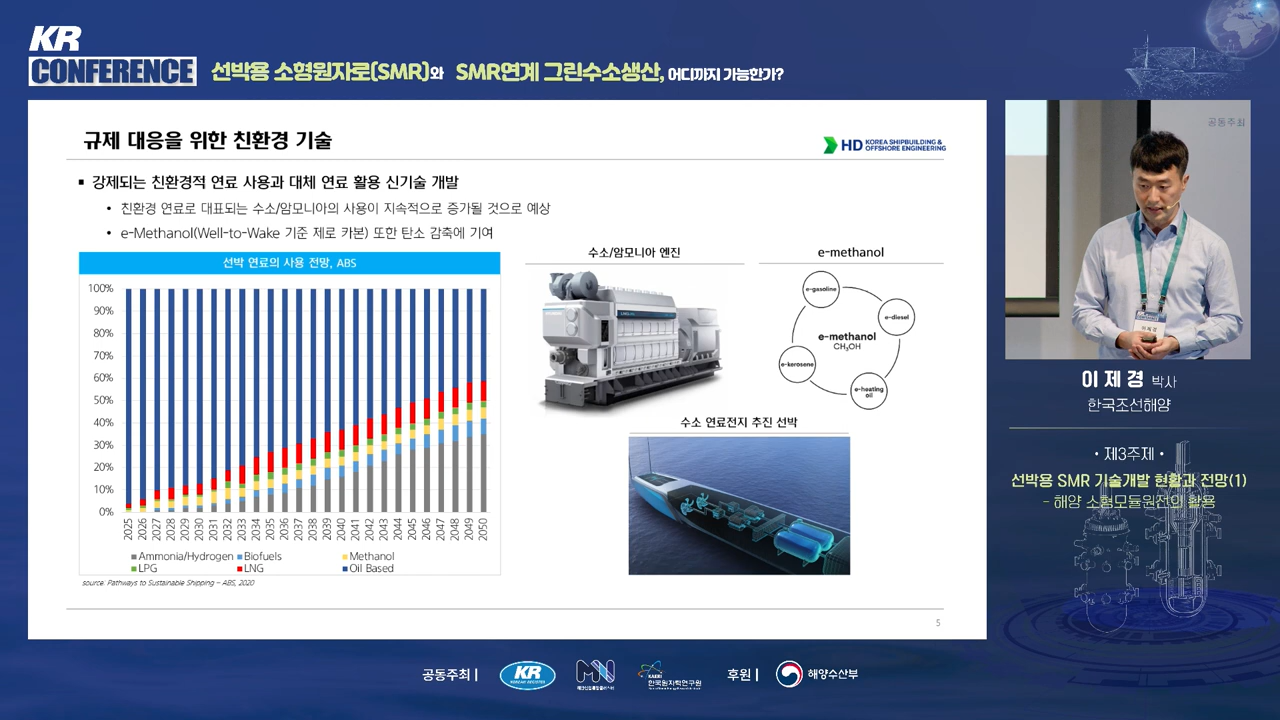 KR
CONFERENCE
선박용 소형원자로(SMR)와 SMR연계 그린수소생산, 어디까지 가능한가?
규제 대응을 위한 친환경 기술
HD KOREA SHIPBUILDING & OFFSHORE ENGINEERING
▪ 강제되는 친환경적 연료 사용과 대체 연료 활용 신기술 개발
• 친환경 연료로 대표되는 수소/암모니아의 사용이 지속적으로 증가될 것으로 예상
• e-Methanol(Well-to-Wake 기준 제로 카본) 또한 탄소 감축에 기여
선박 연료의 사용 전망, ABS
100%
90%
80%
70%
60%
50%
40%
30%
20%
10%
0%
2025 2026 2027 2028 2029 2030 2031 2032 2033 2034 2035 2036 2037 2038 2039 2040 2041 2042 2043 2044 2045 2046 2047 2048 2049 2050
Ammonia/Hydrogen Biofuels Methanol
LPG LNG Oil Based
source: Pathways to Sustainable Shipping – ABS, 2020
수소/암모니아 엔진
e-methanol
e-gasoline
e-diesel
e-methanol
CH₃OH
e-kerosene
e-heating
oil
수소 연료전지 추진 선박
5
공동주최
이제경
이 제 경 박사
한국조선해양
• 제3주제 •
선박용 SMR 기술개발 현황과 전망(1)
- 해양 소형모듈원전의 활용
공동주최 | KR KOREAN REGISTER KAERI 한국원자력연구원 후원 | 해양수산부